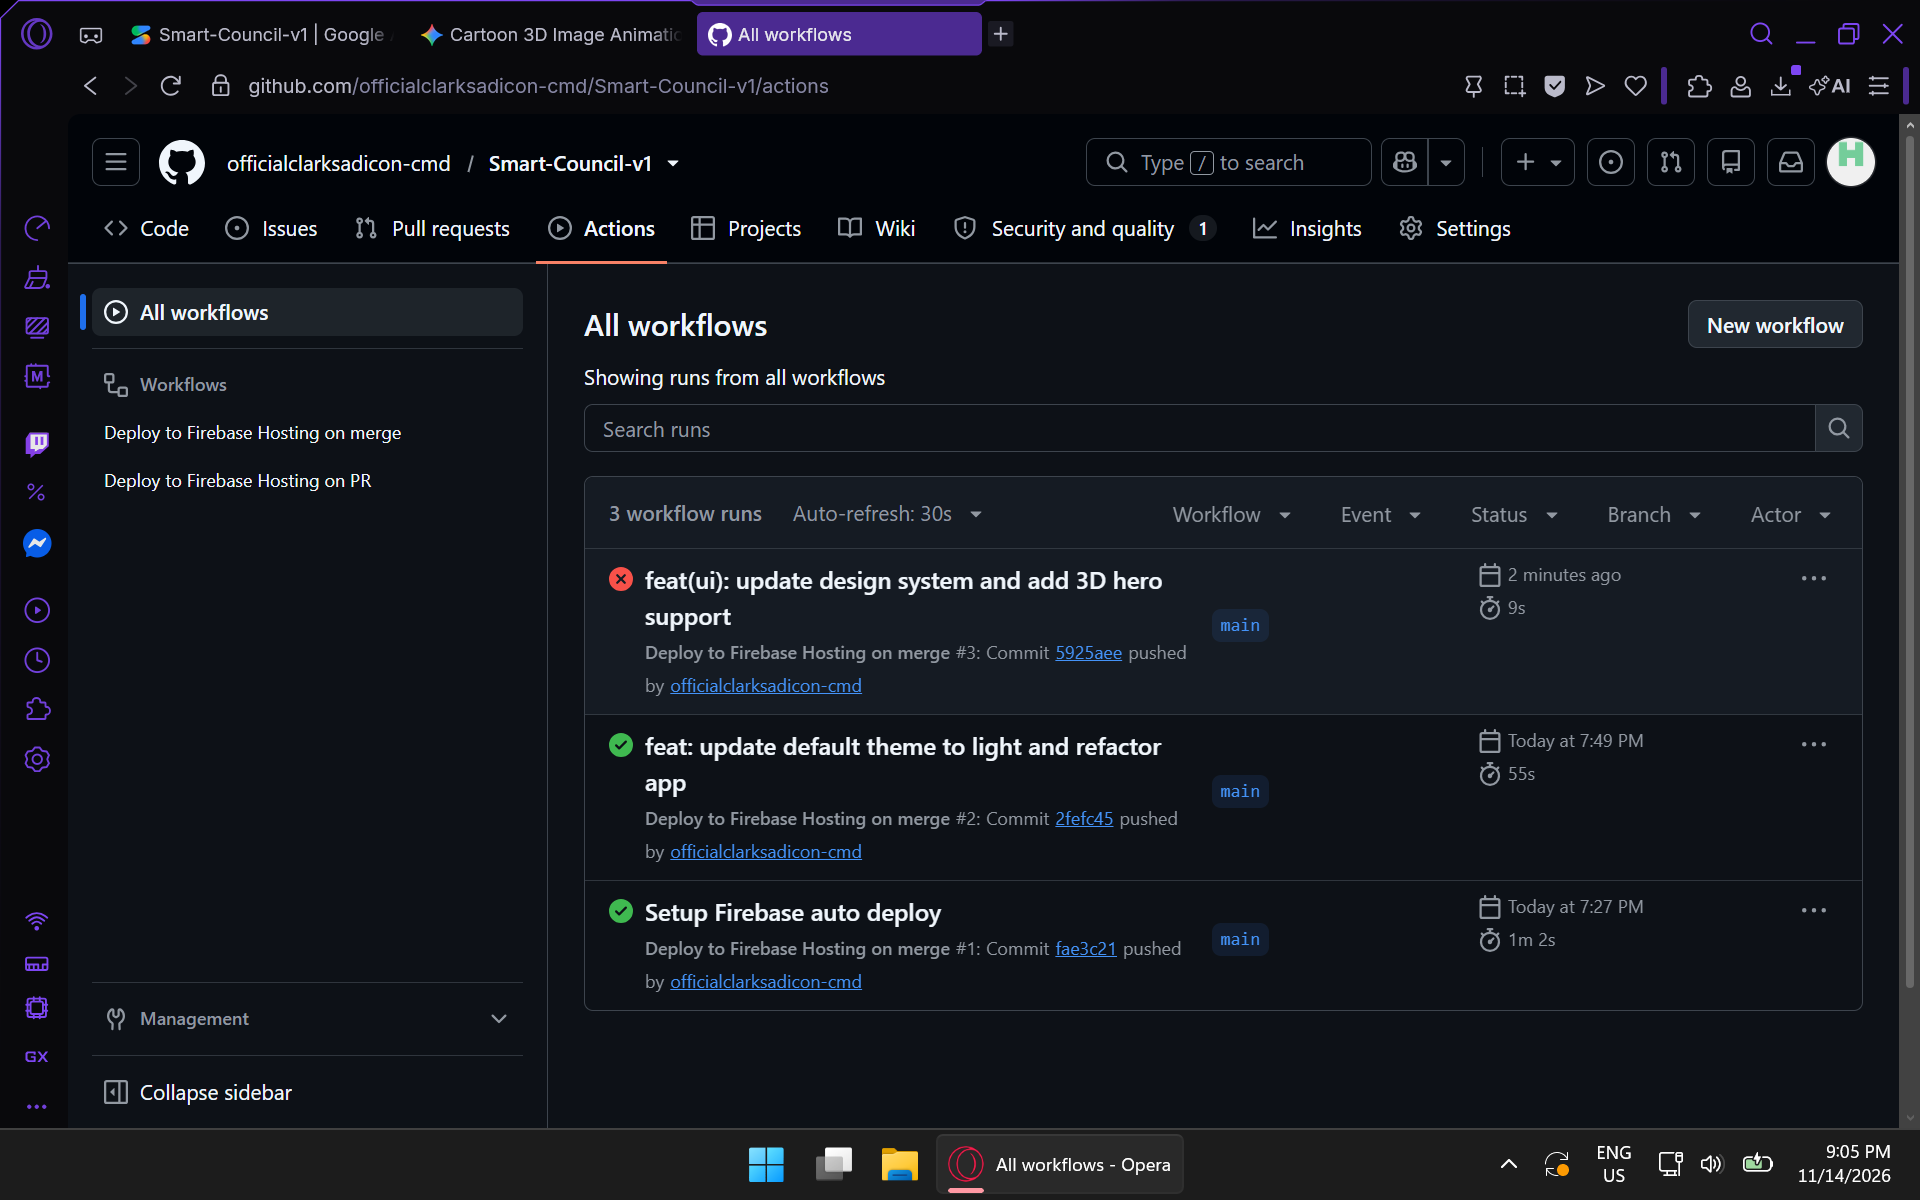 Smart-Council-v1 | Google
Cartoon 3D Image Animatic
All workflows
github.com/officialclarksadicon-cmd/Smart-Council-v1/actions
AI
officialclarksadicon-cmd / Smart-Council-v1
Type / to search
Code
Issues
Pull requests
Actions
Projects
Wiki
Security and quality 1
Insights
Settings
All workflows
Workflows
Deploy to Firebase Hosting on merge
Deploy to Firebase Hosting on PR
Management
Collapse sidebar
All workflows
New workflow
Showing runs from all workflows
Search runs
3 workflow runs
Auto-refresh: 30s
Workflow
Event
Status
Branch
Actor
feat(ui): update design system and add 3D hero
support
Deploy to Firebase Hosting on merge #3: Commit 5925aee pushed
by officialclarksadicon-cmd
main
2 minutes ago
9s
feat: update default theme to light and refactor
app
Deploy to Firebase Hosting on merge #2: Commit 2fefc45 pushed
by officialclarksadicon-cmd
main
Today at 7:49 PM
55s
Setup Firebase auto deploy
Deploy to Firebase Hosting on merge #1: Commit fae3c21 pushed
by officialclarksadicon-cmd
main
Today at 7:27 PM
1m 2s
M
GX
All workflows - Opera
ENG
US
9:05 PM
11/14/2026